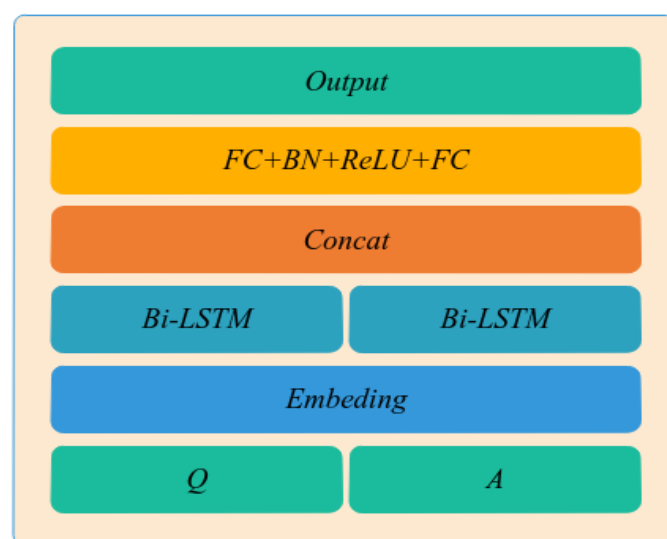 Output
FC+BN+ReLU+FC
Concat
Bi-LSTM Bi-LSTM
Embeding
Q A